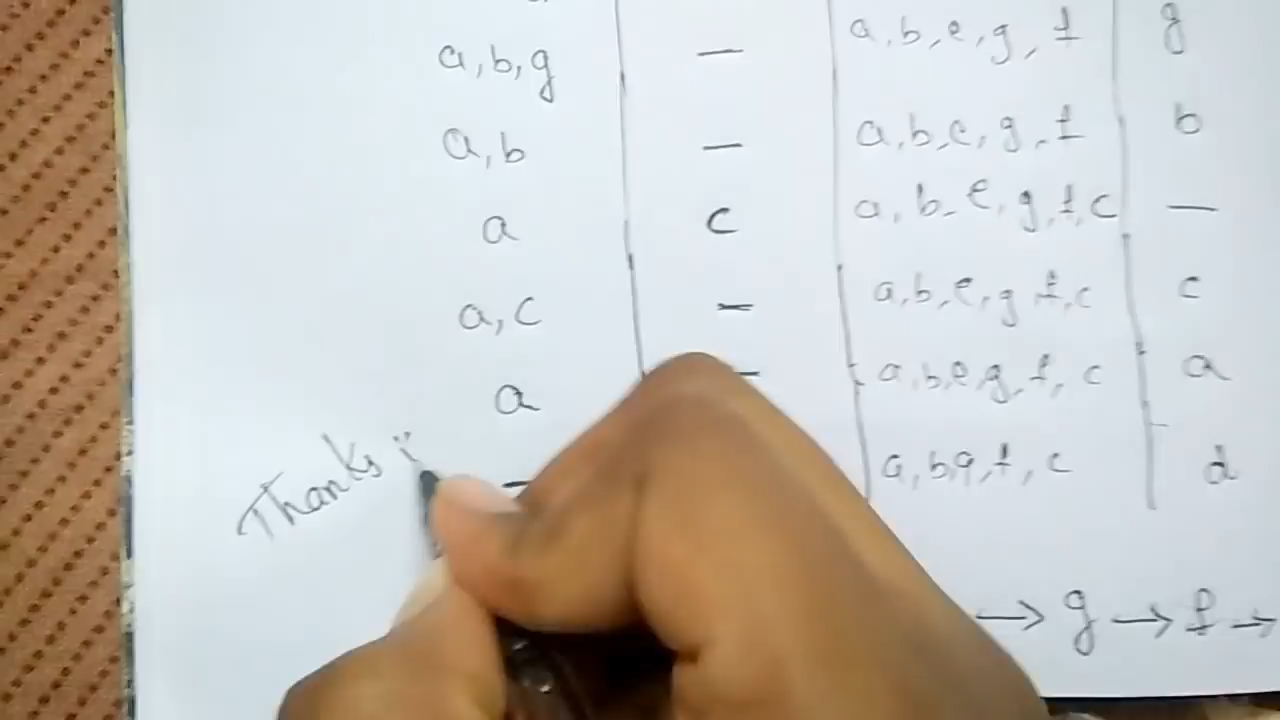 a,b,g — a,b,e,g,f g
a,b — a,b,e,g,f b
a c a,b,e,g,f,c —
a,c — a,b,e,g,f,c c
a — a,b,e,g,f,c a
— a,b,g,f,c d
Thanks
→ g → f →